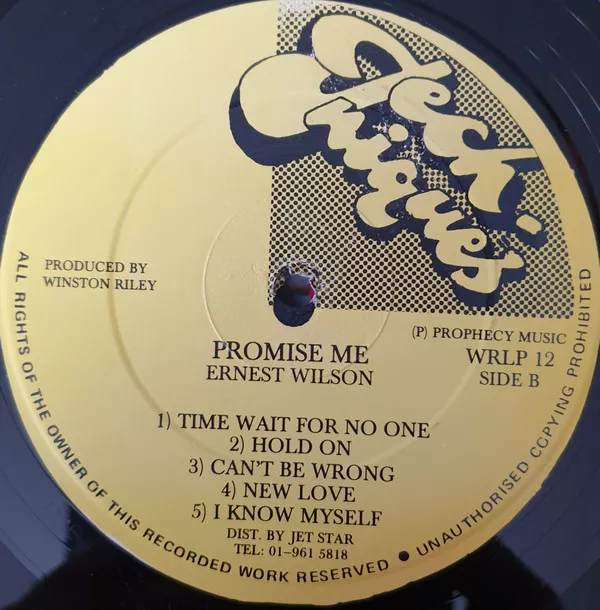 Tech-
niques
PRODUCED BY
WINSTON RILEY
(P) PROPHECY MUSIC
PROMISE ME
WRLP 12
ERNEST WILSON
SIDE B
1) TIME WAIT FOR NO ONE
2) HOLD ON
3) CAN'T BE WRONG
4) NEW LOVE
5) I KNOW MYSELF
DIST. BY JET STAR
TEL: 01-961 5818
ALL RIGHTS OF THE OWNER OF THIS RECORDED WORK RESERVED ● UNAUTHORISED COPYING PROHIBITED